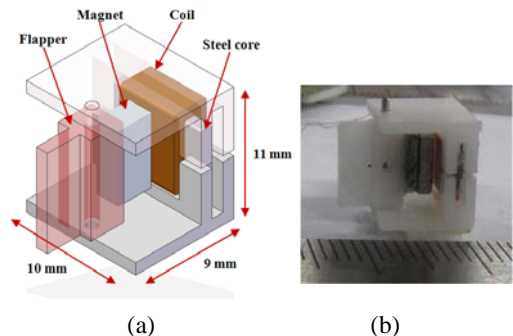 Magnet
Coil
Flapper
Steel core
11 mm
10 mm
9 mm
(a)
(b)